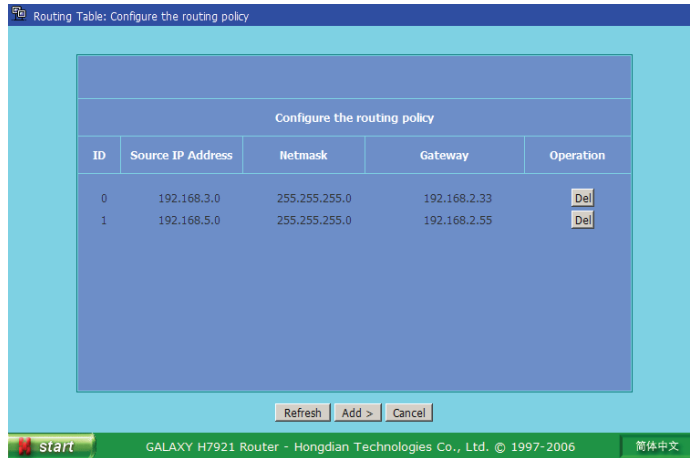 Routing Table: Configure the routing policy
Configure the routing policy
ID Source IP Address Netmask Gateway Operation
0 192.168.3.0 255.255.255.0 192.168.2.33 Del
1 192.168.5.0 255.255.255.0 192.168.2.55 Del
Refresh Add > Cancel
start GALAXY H7921 Router - Hongdian Technologies Co., Ltd. © 1997-2006 简体中文